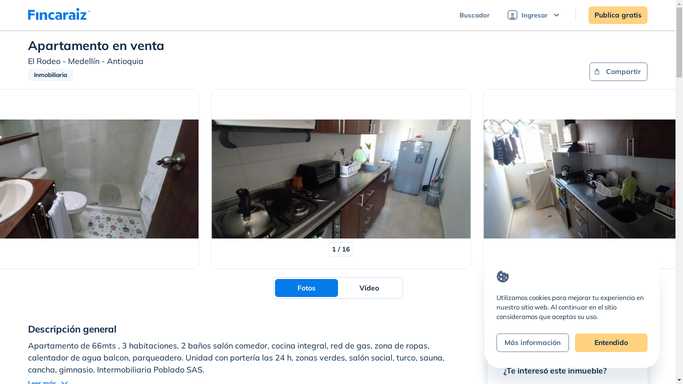 Fincaraiz
Buscador
Ingresar
Publica gratis
Apartamento en venta
El Rodeo - Medellín - Antioquia
Inmobiliaria
Compartir
1 / 16
Fotos
Video
Utilizamos cookies para mejorar tu experiencia en
nuestro sitio web. Al continuar en el sitio
consideramos que aceptas su uso.
Más información
Entendido
Descripción general
Apartamento de 66mts , 3 habitaciones, 2 baños salón comedor, cocina integral, red de gas, zona de ropas,
calentador de agua balcon, parqueadero. Unidad con portería las 24 h, zonas verdes, salón social, turco, sauna,
cancha, gimnasio. Intermobiliaria Poblado SAS,
Leer más
¿Te interesó este inmueble?